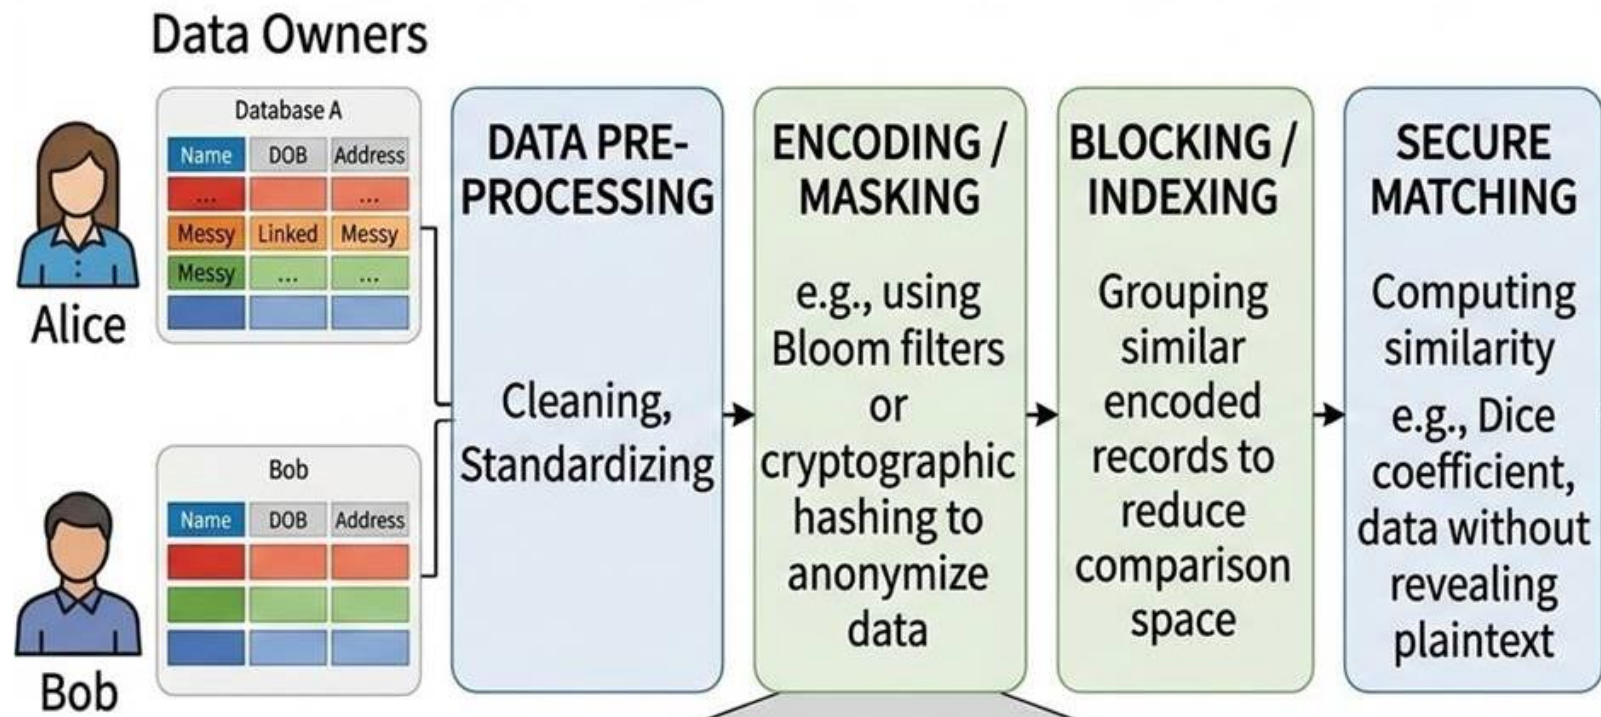 Data Owners
Database A
Name DOB Address
... ...
Messy Linked Messy
Messy ... ...
Alice
Bob
Name DOB Address
Bob
DATA PRE-
PROCESSING
Cleaning,
Standardizing
ENCODING /
MASKING
e.g., using
Bloom filters
or
cryptographic
hashing to
anonymize
data
BLOCKING /
INDEXING
Grouping
similar
encoded
records to
reduce
comparison
space
SECURE
MATCHING
Computing
similarity
e.g., Dice
coefficient,
data without
revealing
plaintext